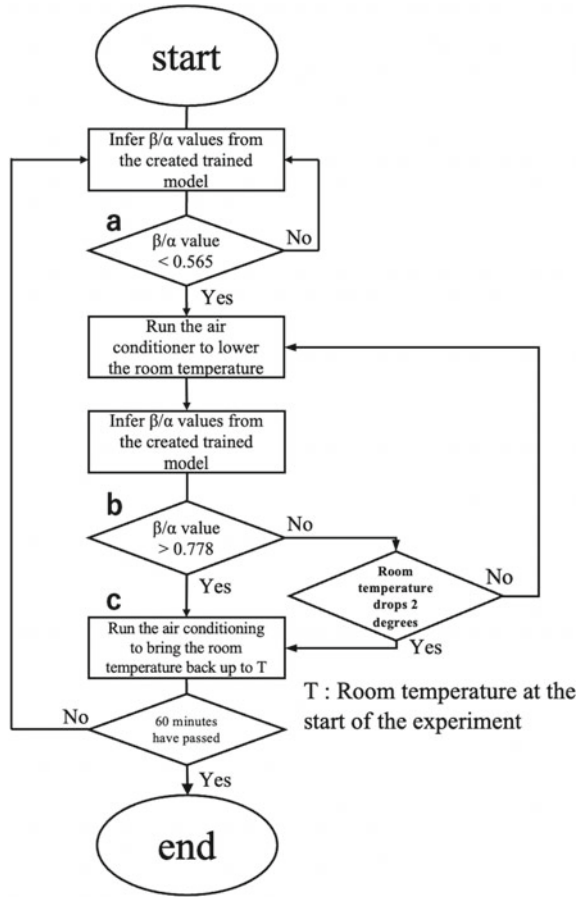 start
Infer β/α values from
the created trained
model
a
β/α value
< 0.565
No
Yes
Run the air
conditioner to lower
the room temperature
Infer β/α values from
the created trained
model
b
β/α value
> 0.778
No
Yes
Room
temperature
drops 2
degrees
No
Yes
c
Run the air conditioning
to bring the room
temperature back up to T
T : Room temperature at the
start of the experiment
60 minutes
have passed
No
Yes
end